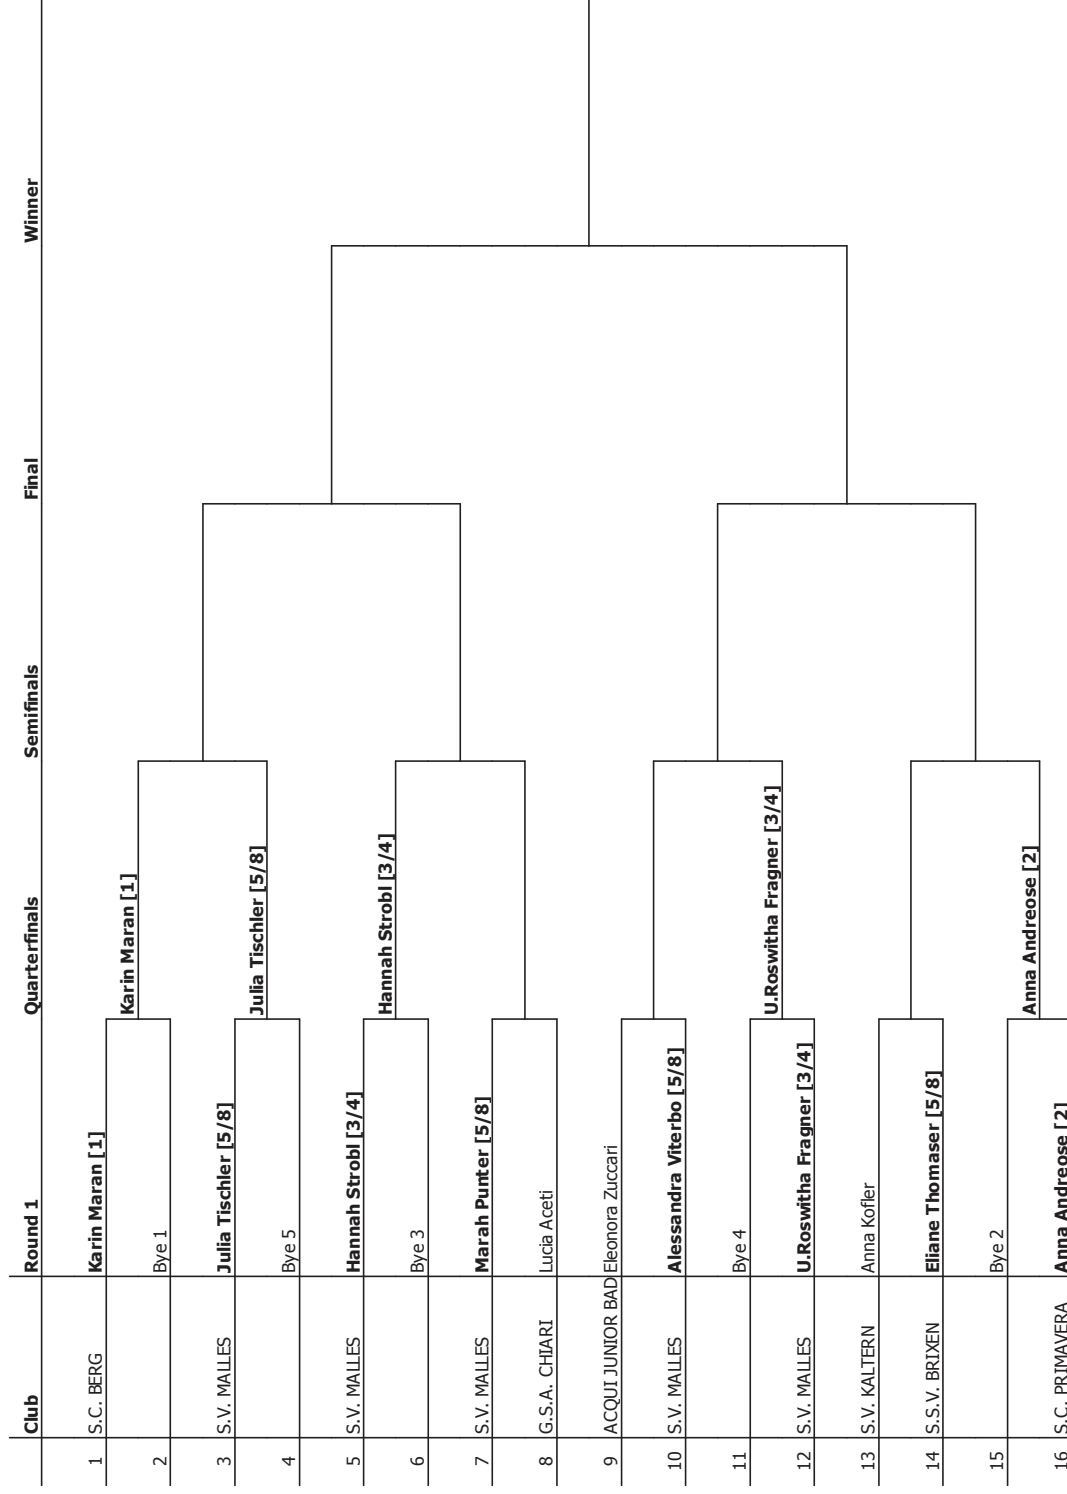 Club Round 1 Quarterfinals Semifinals Final Winner
1 S.C. BERG Karin Maran [1]
Karin Maran [1]
2 Bye 1
3 S.V. MALLES Julia Tischler [5/8]
Julia Tischler [5/8]
4 Bye 5
5 S.V. MALLES Hannah Strobl [3/4]
Hannah Strobl [3/4]
6 Bye 3
7 S.V. MALLES Marah Punter [5/8]
8 G.S.A. CHIARI Lucia Aceti
9 ACQUI JUNIOR BAD Eleonora Zuccari
10 S.V. MALLES Alessandra Viterbo [5/8]
11 Bye 4
U.Roswitha Fragner [3/4]
12 S.V. MALLES U.Roswitha Fragner [3/4]
13 S.V. KALTERN Anna Kofler
14 S.S.V. BRIXEN Eliane Thomaser [5/8]
15 Bye 2
Anna Andreose [2]
16 S.C. PRIMAVERA Anna Andreose [2]